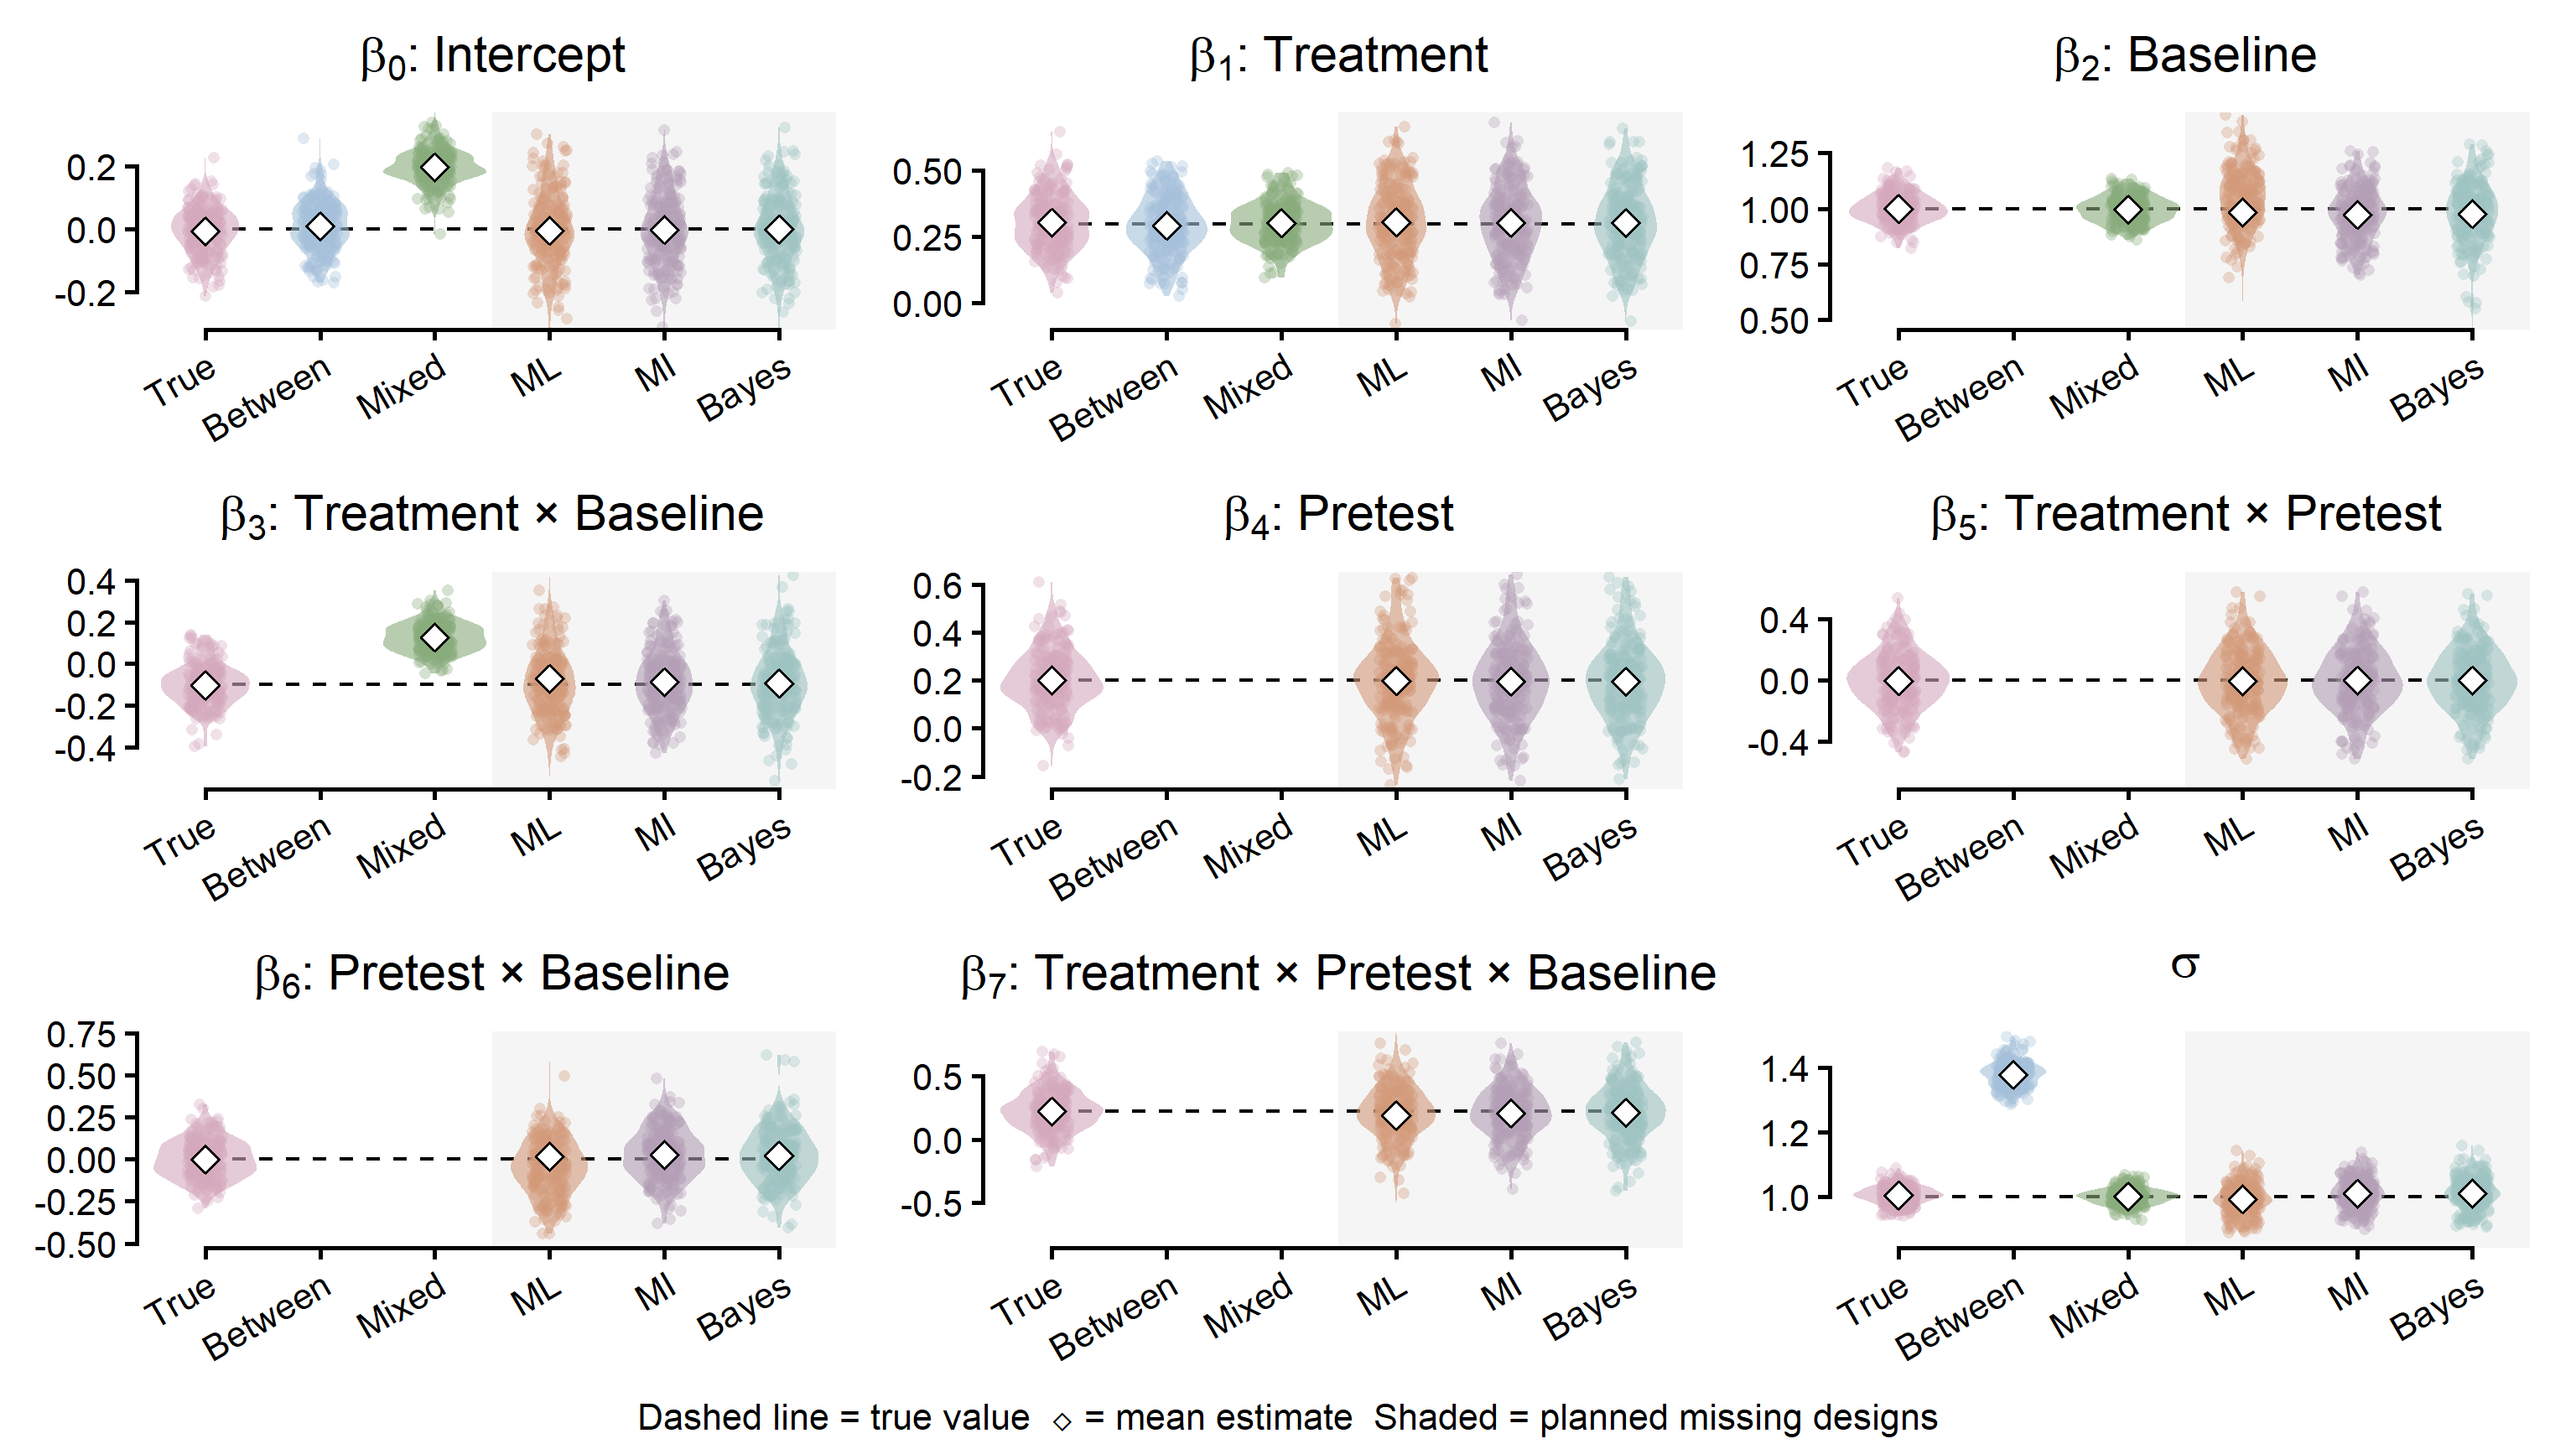 β0: Intercept
0.2
0.0
-0.2
True
Between
Mixed
ML
MI
Bayes
β1: Treatment
0.50
0.25
0.00
True
Between
Mixed
ML
MI
Bayes
β2: Baseline
1.25
1.00
0.75
0.50
True
Between
Mixed
ML
MI
Bayes
β3: Treatment × Baseline
0.4
0.2
0.0
-0.2
-0.4
True
Between
Mixed
ML
MI
Bayes
β4: Pretest
0.6
0.4
0.2
0.0
-0.2
True
Between
Mixed
ML
MI
Bayes
β5: Treatment × Pretest
0.4
0.0
-0.4
True
Between
Mixed
ML
MI
Bayes
β6: Pretest × Baseline
0.75
0.50
0.25
0.00
-0.25
-0.50
True
Between
Mixed
ML
MI
Bayes
β7: Treatment × Pretest × Baseline
0.5
0.0
-0.5
True
Between
Mixed
ML
MI
Bayes
σ
1.4
1.2
1.0
True
Between
Mixed
ML
MI
Bayes
Dashed line = true value ◇ = mean estimate Shaded = planned missing designs